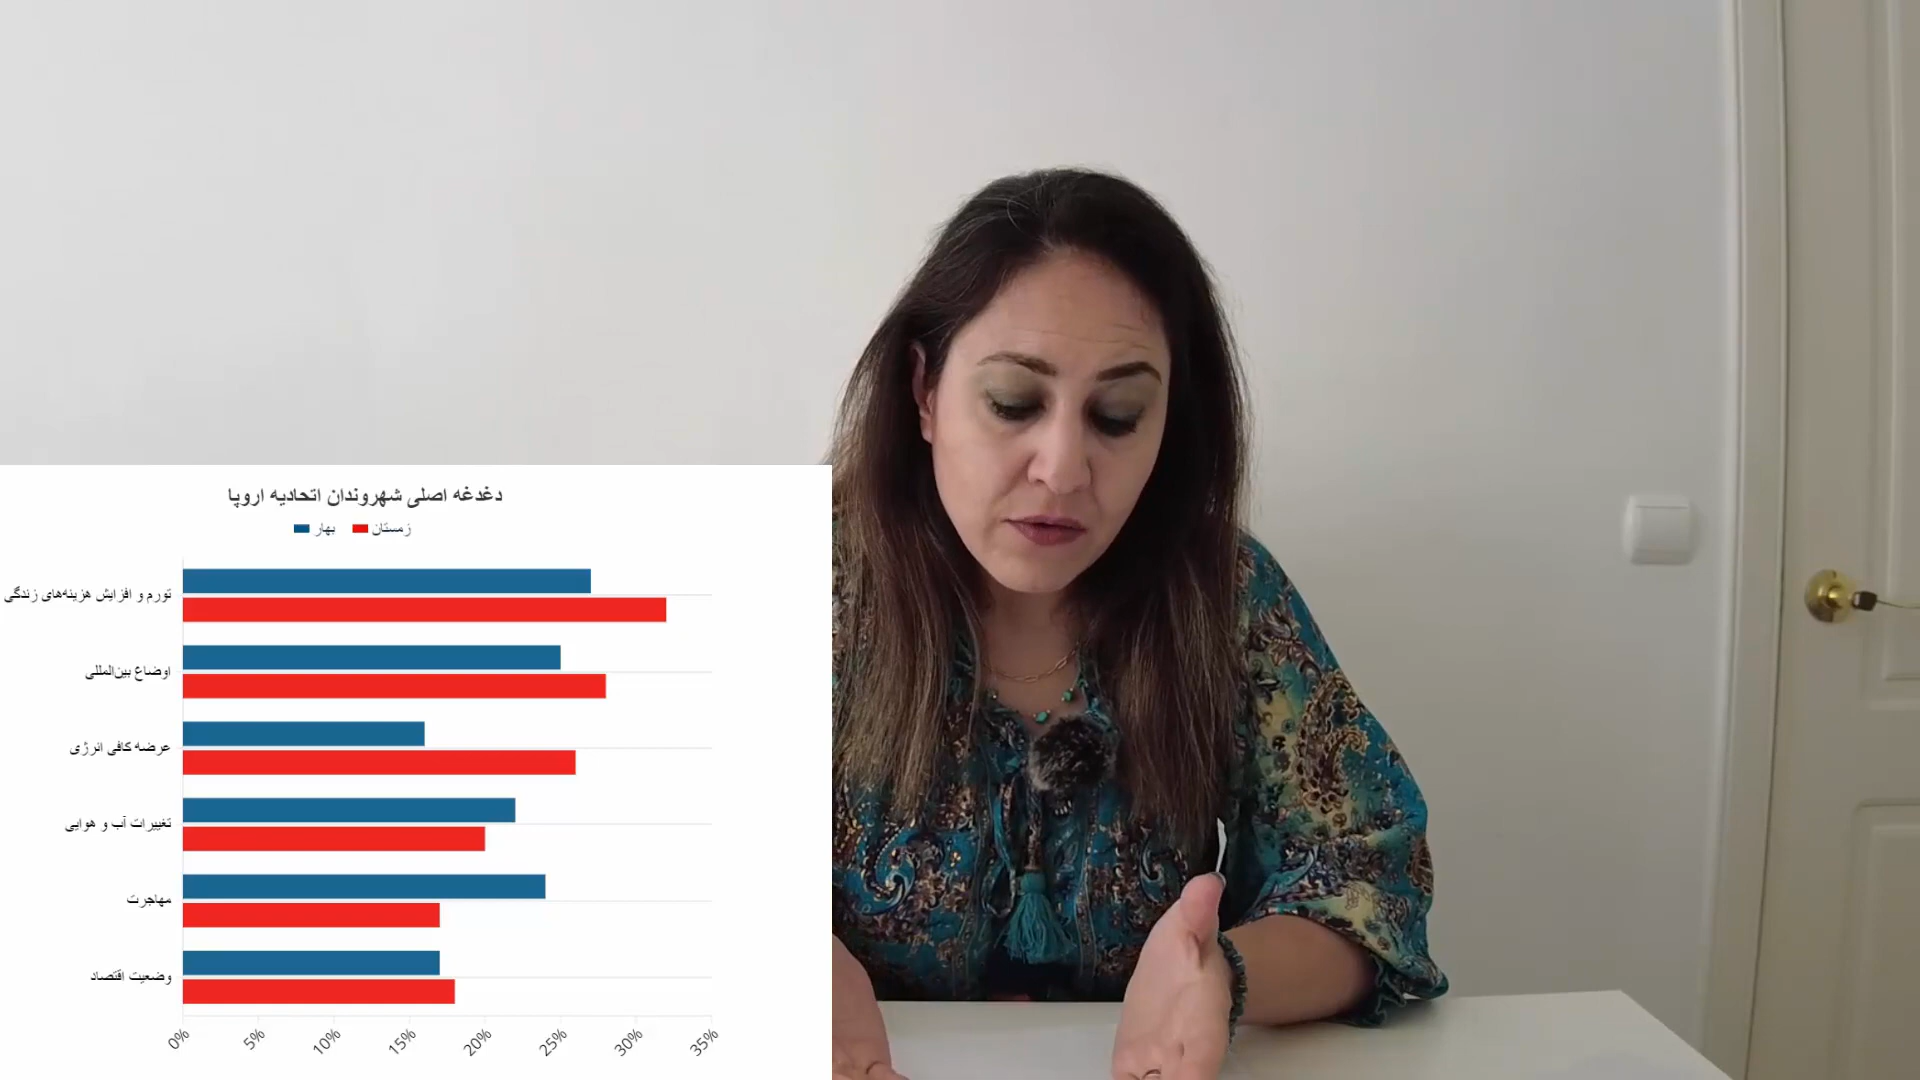 دغدغه اصلی شهروندان اتحادیه اروپا
بهار زمستان
تورم و افزایش هزینه‌های زندگی
اوضاع بین‌المللی
عرضه کافی انرژی
تغییرات آب و هوایی
مهاجرت
وضعیت اقتصاد
0% 5% 10% 15% 20% 25% 30% 35%